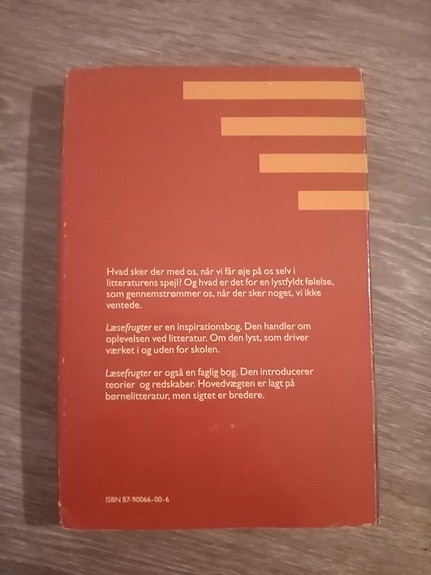 Hvad sker der med os, når vi får øje på os selv i
litteraturens spejl? Og hvad er det for en lystfyldt følelse,
som gennemstrømmer os, når der sker noget, vi ikke
ventede.
Læsefrugter er en inspirationsbog. Den handler om
oplevelsen ved litteratur. Om den lyst, som driver
værket i og uden for skolen.
Læsefrugter er også en faglig bog. Den introducerer
teorier og redskaber. Hovedvægten er lagt på
børnelitteratur, men sigtet er bredere.
ISBN 87-90066-00-6